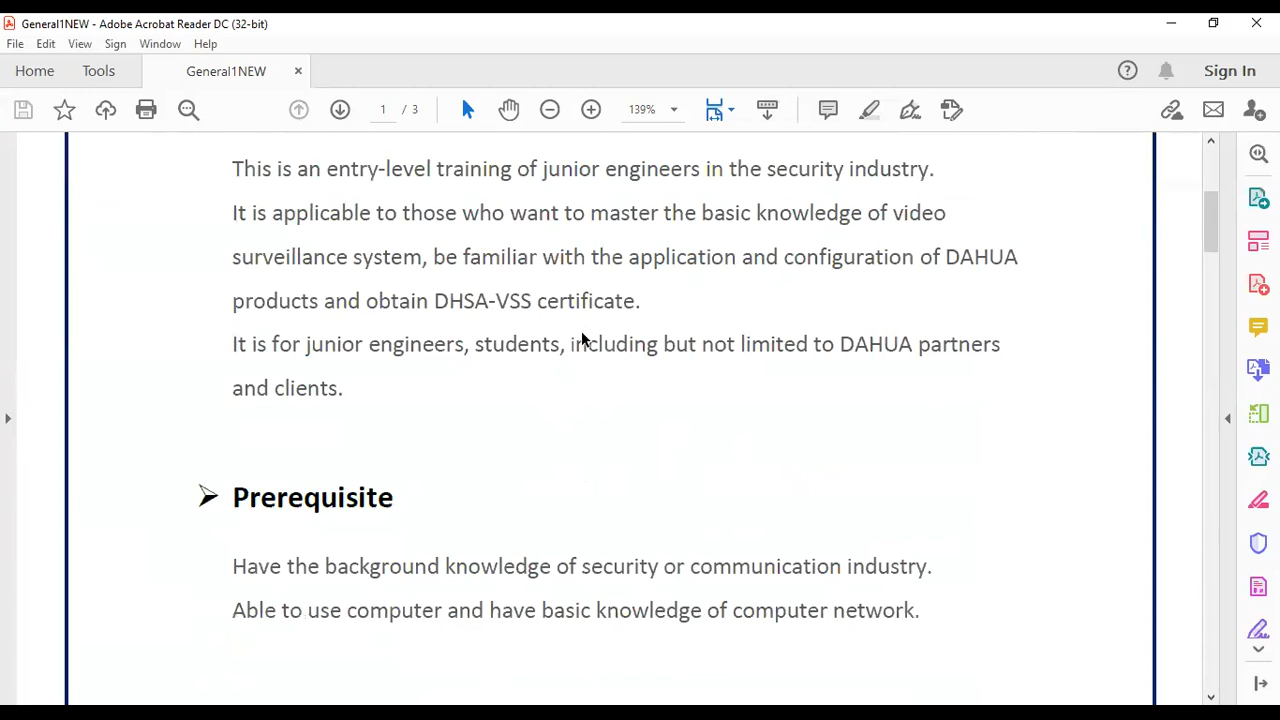 General1NEW - Adobe Acrobat Reader DC (32-bit)
File Edit View Sign Window Help
Home Tools General1NEW × Sign In
1 / 3 139%
This is an entry-level training of junior engineers in the security industry.
It is applicable to those who want to master the basic knowledge of video
surveillance system, be familiar with the application and configuration of DAHUA
products and obtain DHSA-VSS certificate.
It is for junior engineers, students, including but not limited to DAHUA partners
and clients.
Prerequisite
Have the background knowledge of security or communication industry.
Able to use computer and have basic knowledge of computer network.